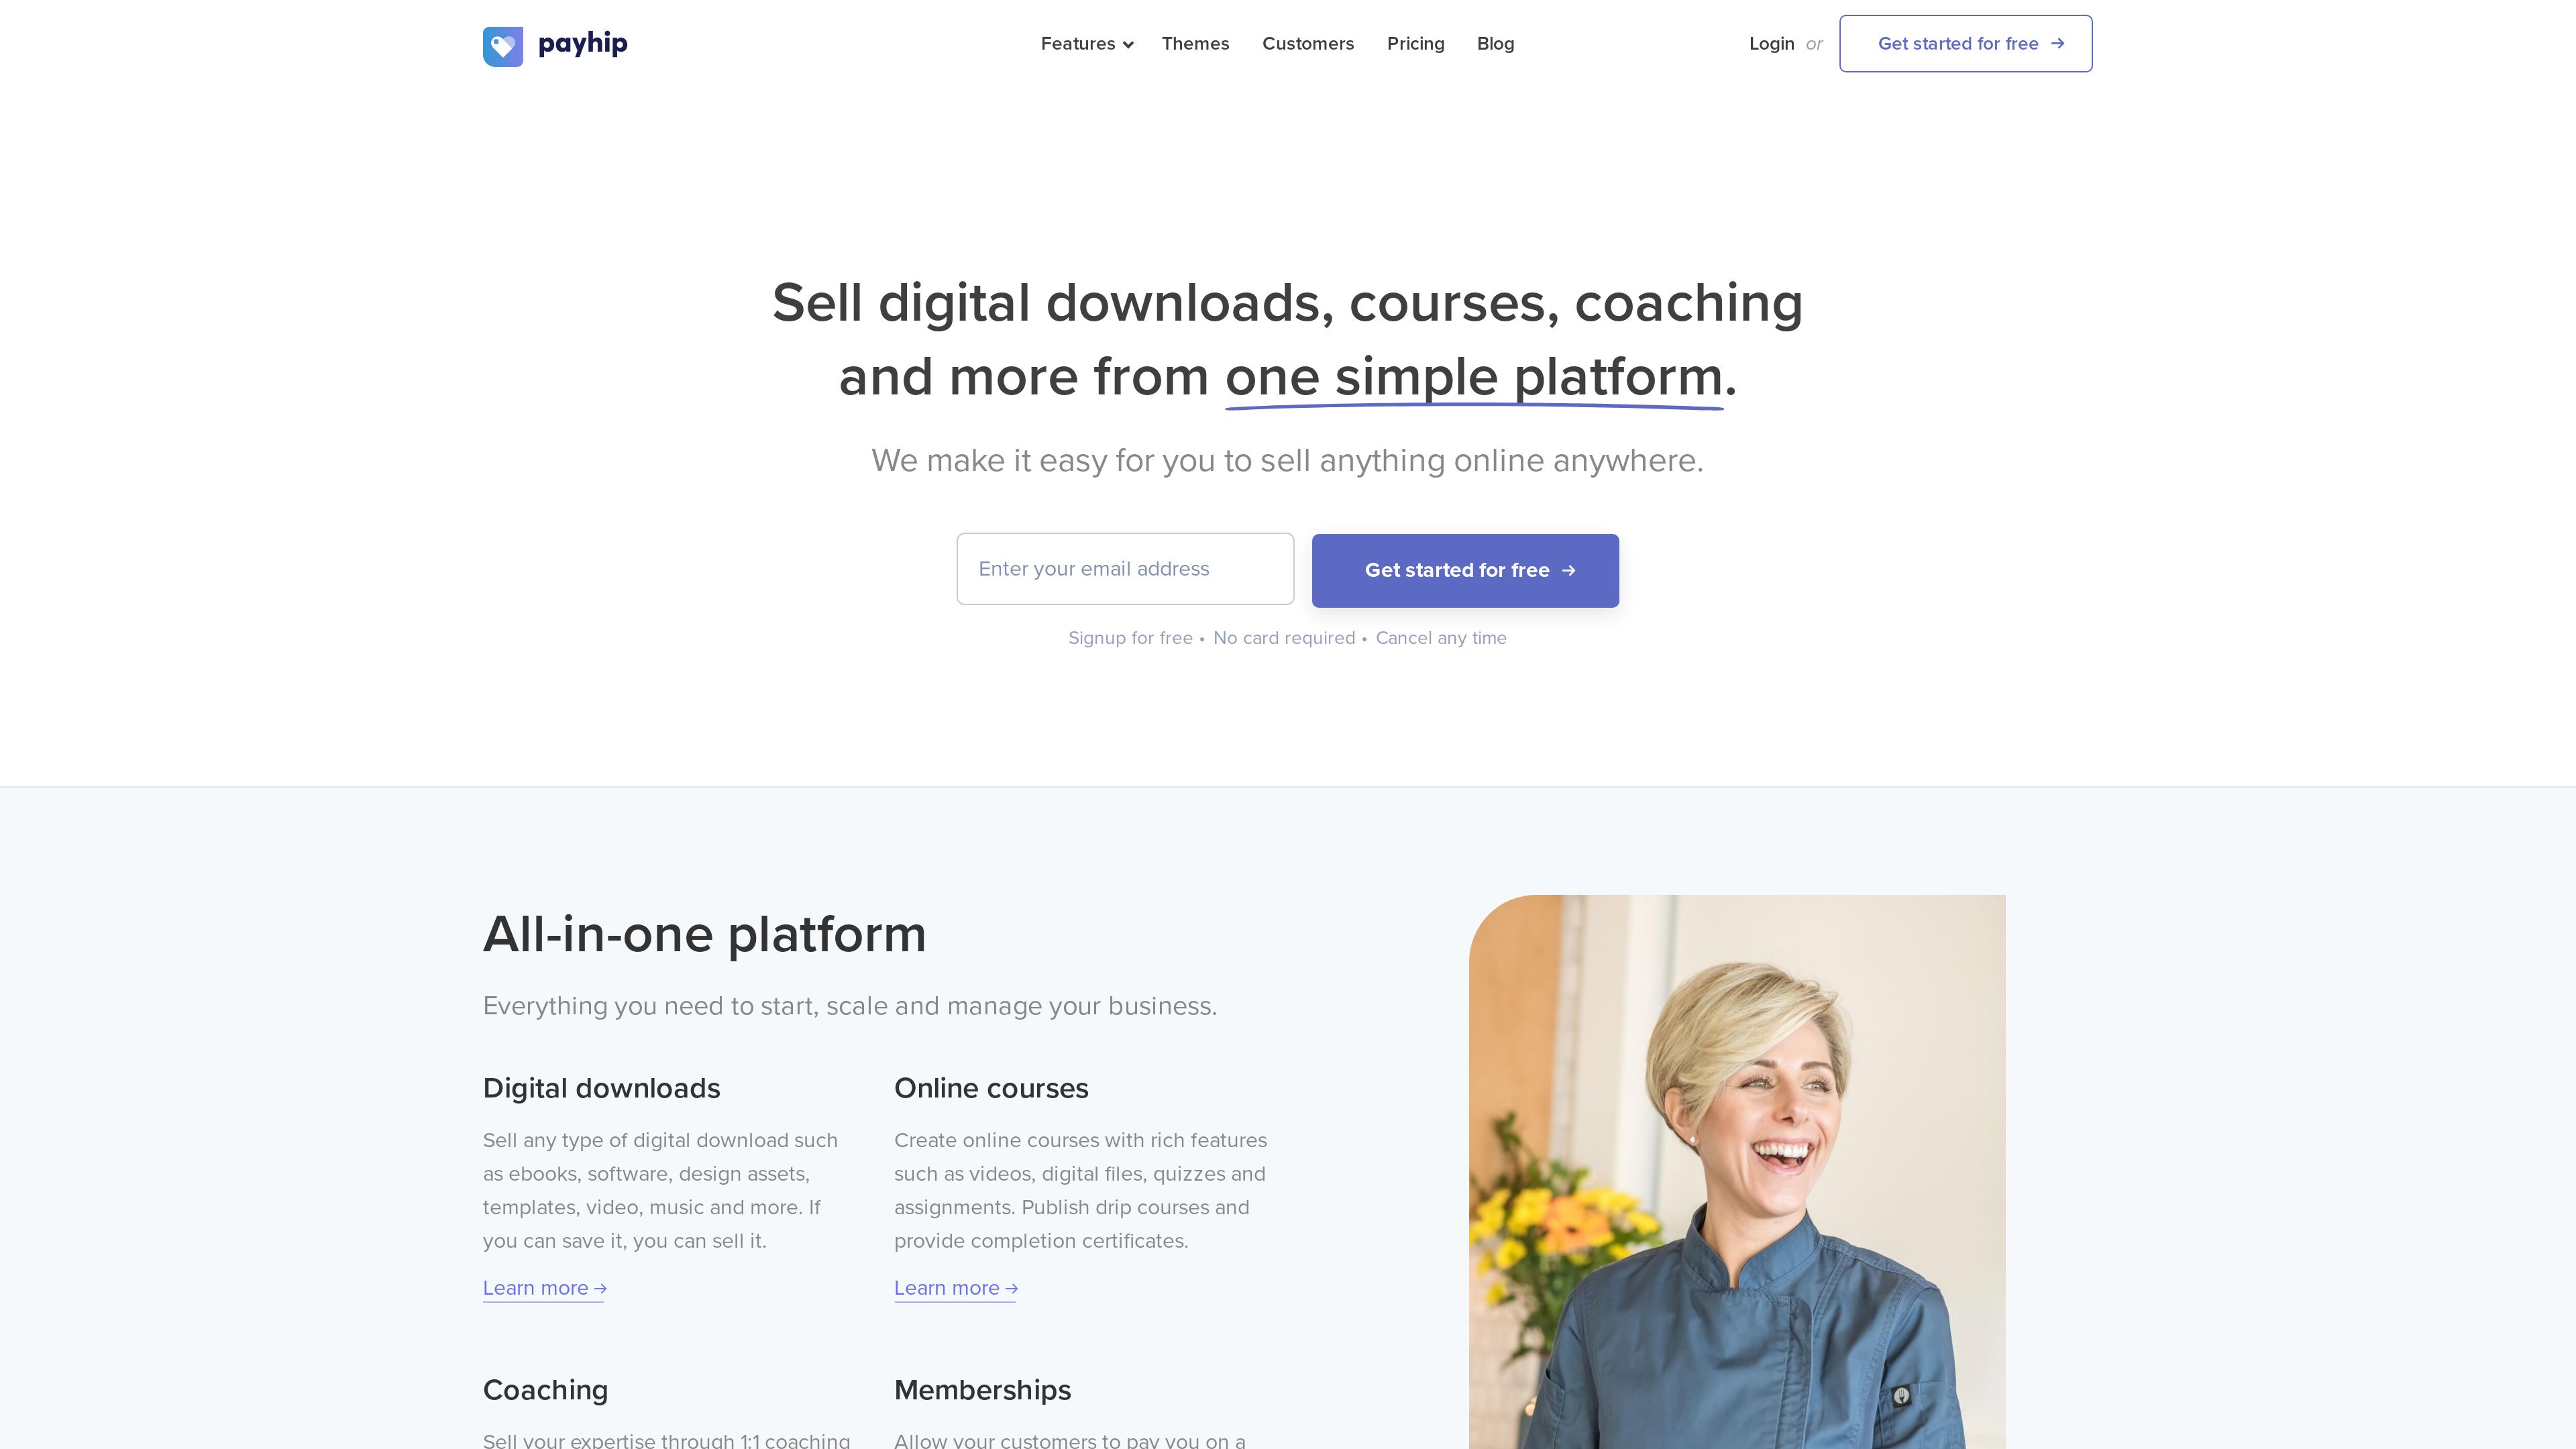 payhip
Features
Themes
Customers
Pricing
Blog
Login or
Get started for free →
Sell digital downloads, courses, coaching
and more from one simple platform.
We make it easy for you to sell anything online anywhere.
Enter your email address
Get started for free →
Signup for free • No card required • Cancel any time
All-in-one platform
Everything you need to start, scale and manage your business.
Digital downloads
Sell any type of digital download such
as ebooks, software, design assets,
templates, video, music and more. If
you can save it, you can sell it.
Learn more →
Online courses
Create online courses with rich features
such as videos, digital files, quizzes and
assignments. Publish drip courses and
provide completion certificates.
Learn more →
Coaching
Sell your expertise through 1:1 coaching
Memberships
Allow your customers to pay you on a